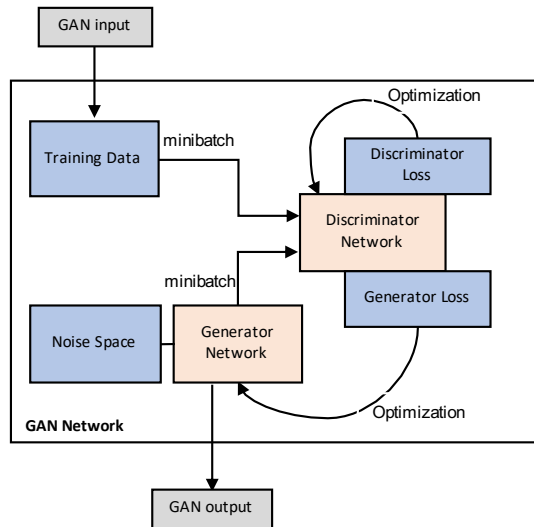 GAN input
Optimization
minibatch
Training Data
Discriminator
Loss
Discriminator
Network
minibatch
Generator Loss
Noise Space
Generator
Network
Optimization
GAN Network
GAN output